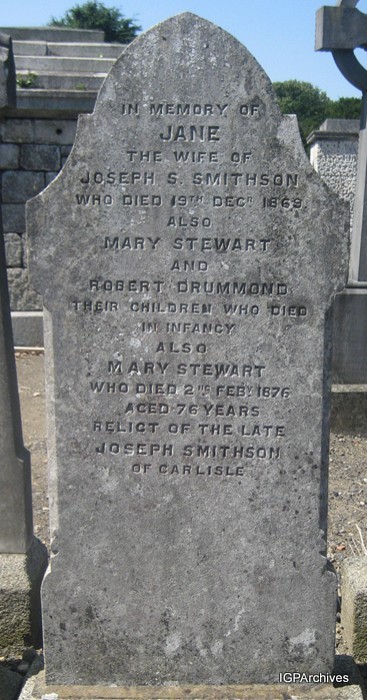 IN MEMORY OF
JANE
THE WIFE OF
JOSEPH S. SMITHSON
WHO DIED 19TH DECR 1869.
ALSO
MARY STEWART
AND
ROBERT DRUMMOND
THEIR CHILDREN WHO DIED
IN INFANCY
ALSO
MARY STEWART
WHO DIED 2ND FEBY 1876
AGED 76 YEARS
RELICT OF THE LATE
JOSEPH SMITHSON
OF CARLISLE
IGPArchives